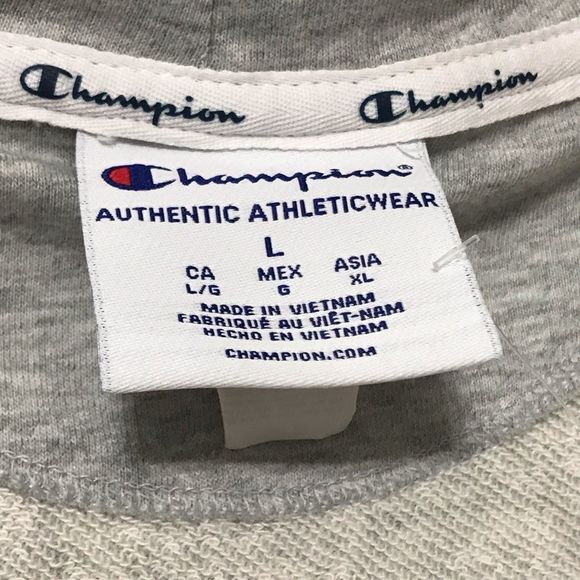 Champion Champion
Champion®
AUTHENTIC ATHLETICWEAR
L
CA MEX ASIA
L/G G XL
MADE IN VIETNAM
FABRIQUÉ AU VIÊT-NAM
HECHO EN VIETNAM
CHAMPION.COM